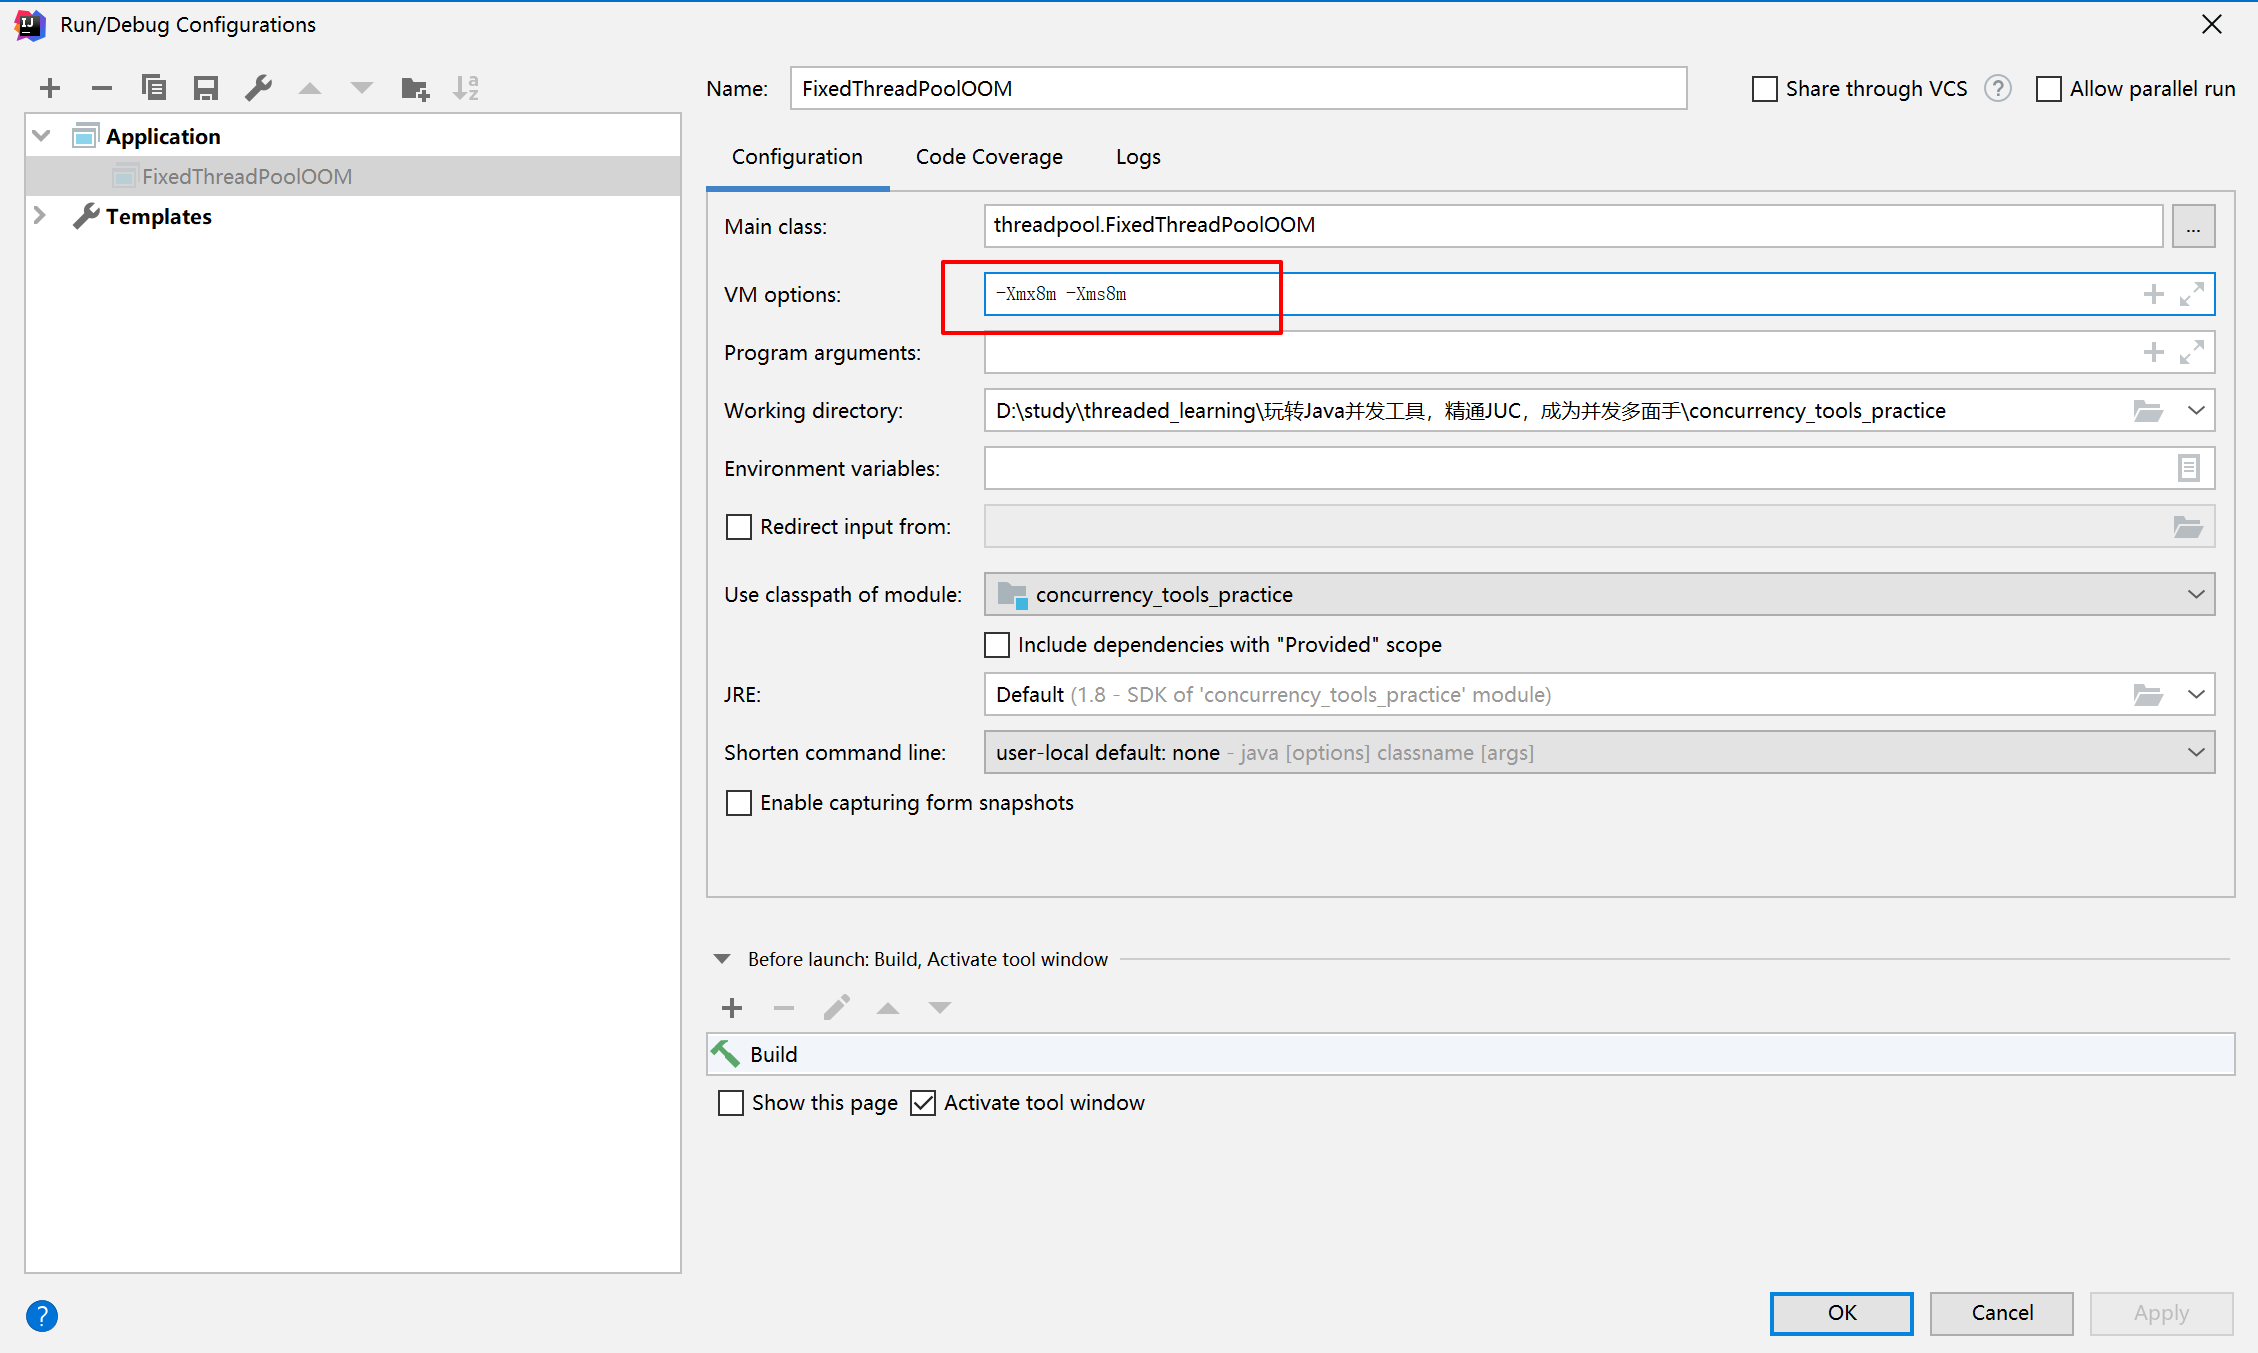 Run/Debug Configurations
Name: FixedThreadPoolOOM Share through VCS ? Allow parallel run
Application
FixedThreadPoolOOM
Templates
Configuration Code Coverage Logs
Main class: threadpool.FixedThreadPoolOOM ...
VM options: -Xmx8m -Xms8m
Program arguments:
Working directory: D:\study\threaded_learning\玩转Java并发工具，精通JUC，成为并发多面手\concurrency_tools_practice
Environment variables:
Redirect input from:
Use classpath of module: concurrency_tools_practice
Include dependencies with "Provided" scope
JRE: Default (1.8 - SDK of 'concurrency_tools_practice' module)
Shorten command line: user-local default: none - java [options] classname [args]
Enable capturing form snapshots
Before launch: Build, Activate tool window
Build
Show this page Activate tool window
? OK Cancel Apply